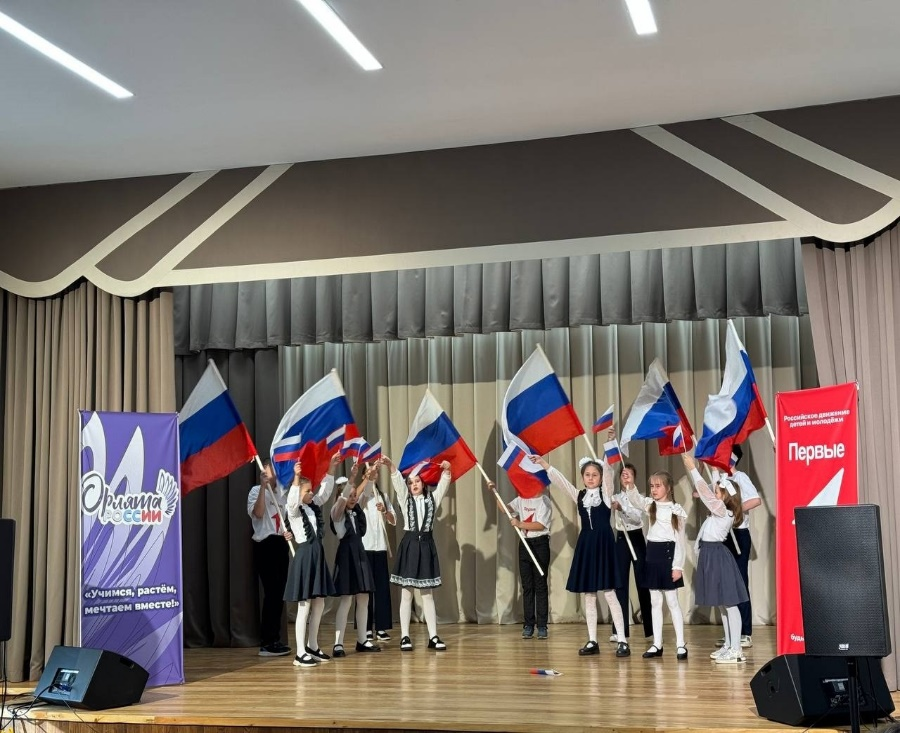 Орлята
РОССИИ
«Учимся, растём,
мечтаем вместе!»
Российское движение
детей и молодёжи
Первые